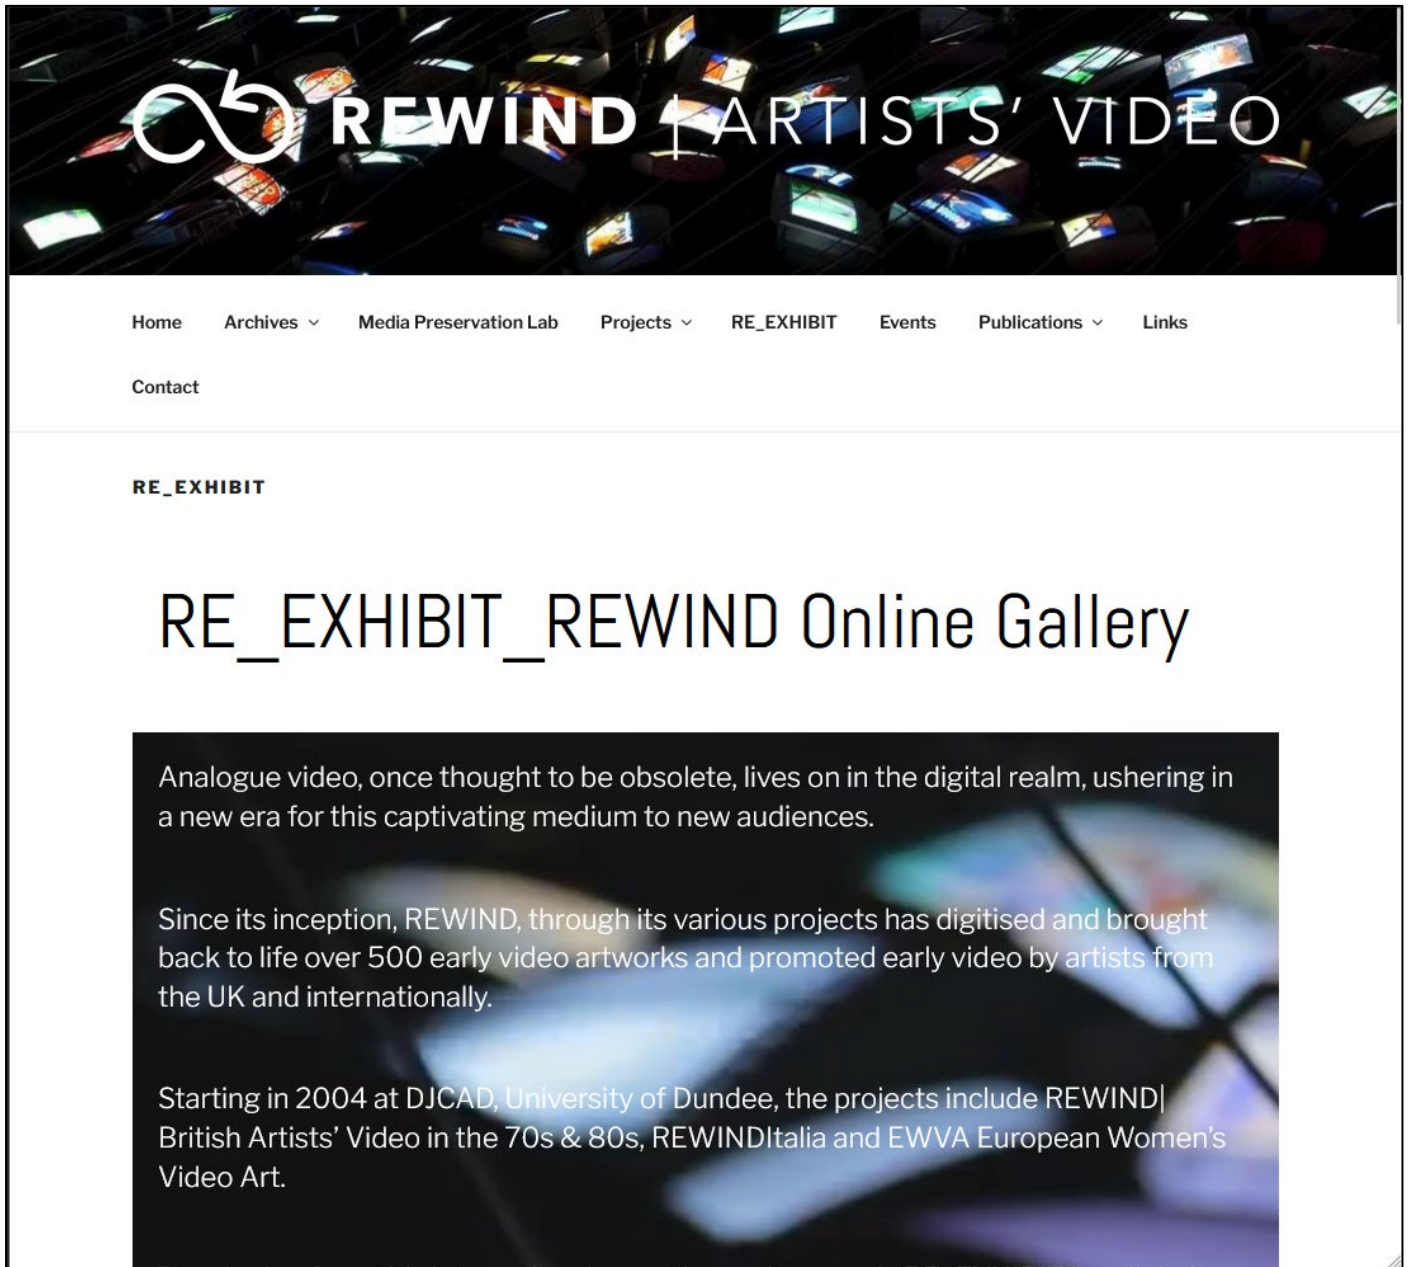 REWIND | ARTISTS’ VIDEO
Home Archives Media Preservation Lab Projects RE_EXHIBIT Events Publications Links
Contact
RE_EXHIBIT
RE_EXHIBIT_REWIND Online Gallery
Analogue video, once thought to be obsolete, lives on in the digital realm, ushering in
a new era for this captivating medium to new audiences.
Since its inception, REWIND, through its various projects has digitised and brought
back to life over 500 early video artworks and promoted early video by artists from
the UK and internationally.
Starting in 2004 at DJCAD, University of Dundee, the projects include REWIND|
British Artists’ Video in the 70s & 80s, REWINDItalia and EWVA European Women’s
Video Art.